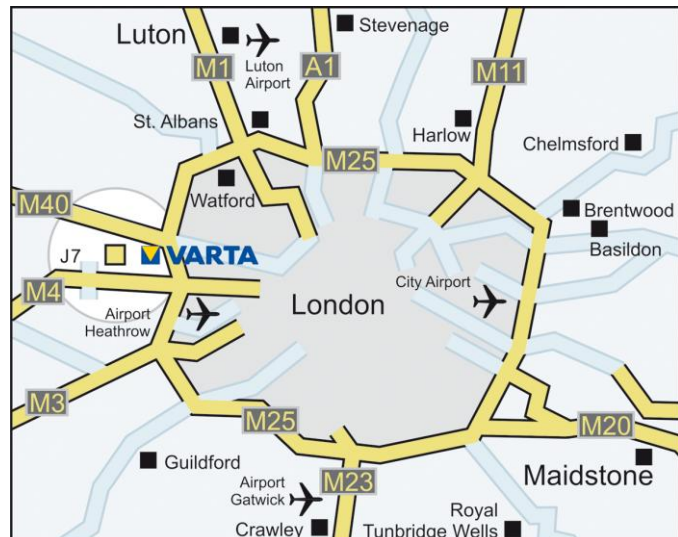 Luton
Stevenage
M1
Luton
Airport
A1
M11
St. Albans
Harlow
Chelmsford
M25
Watford
M40
Brentwood
Basildon
J7
VARTA
M4
City Airport
London
Airport
Heathrow
M3
M25
M20
Guildford
Airport
Gatwick
M23
Maidstone
Crawley
Royal
Tunbridge Wells